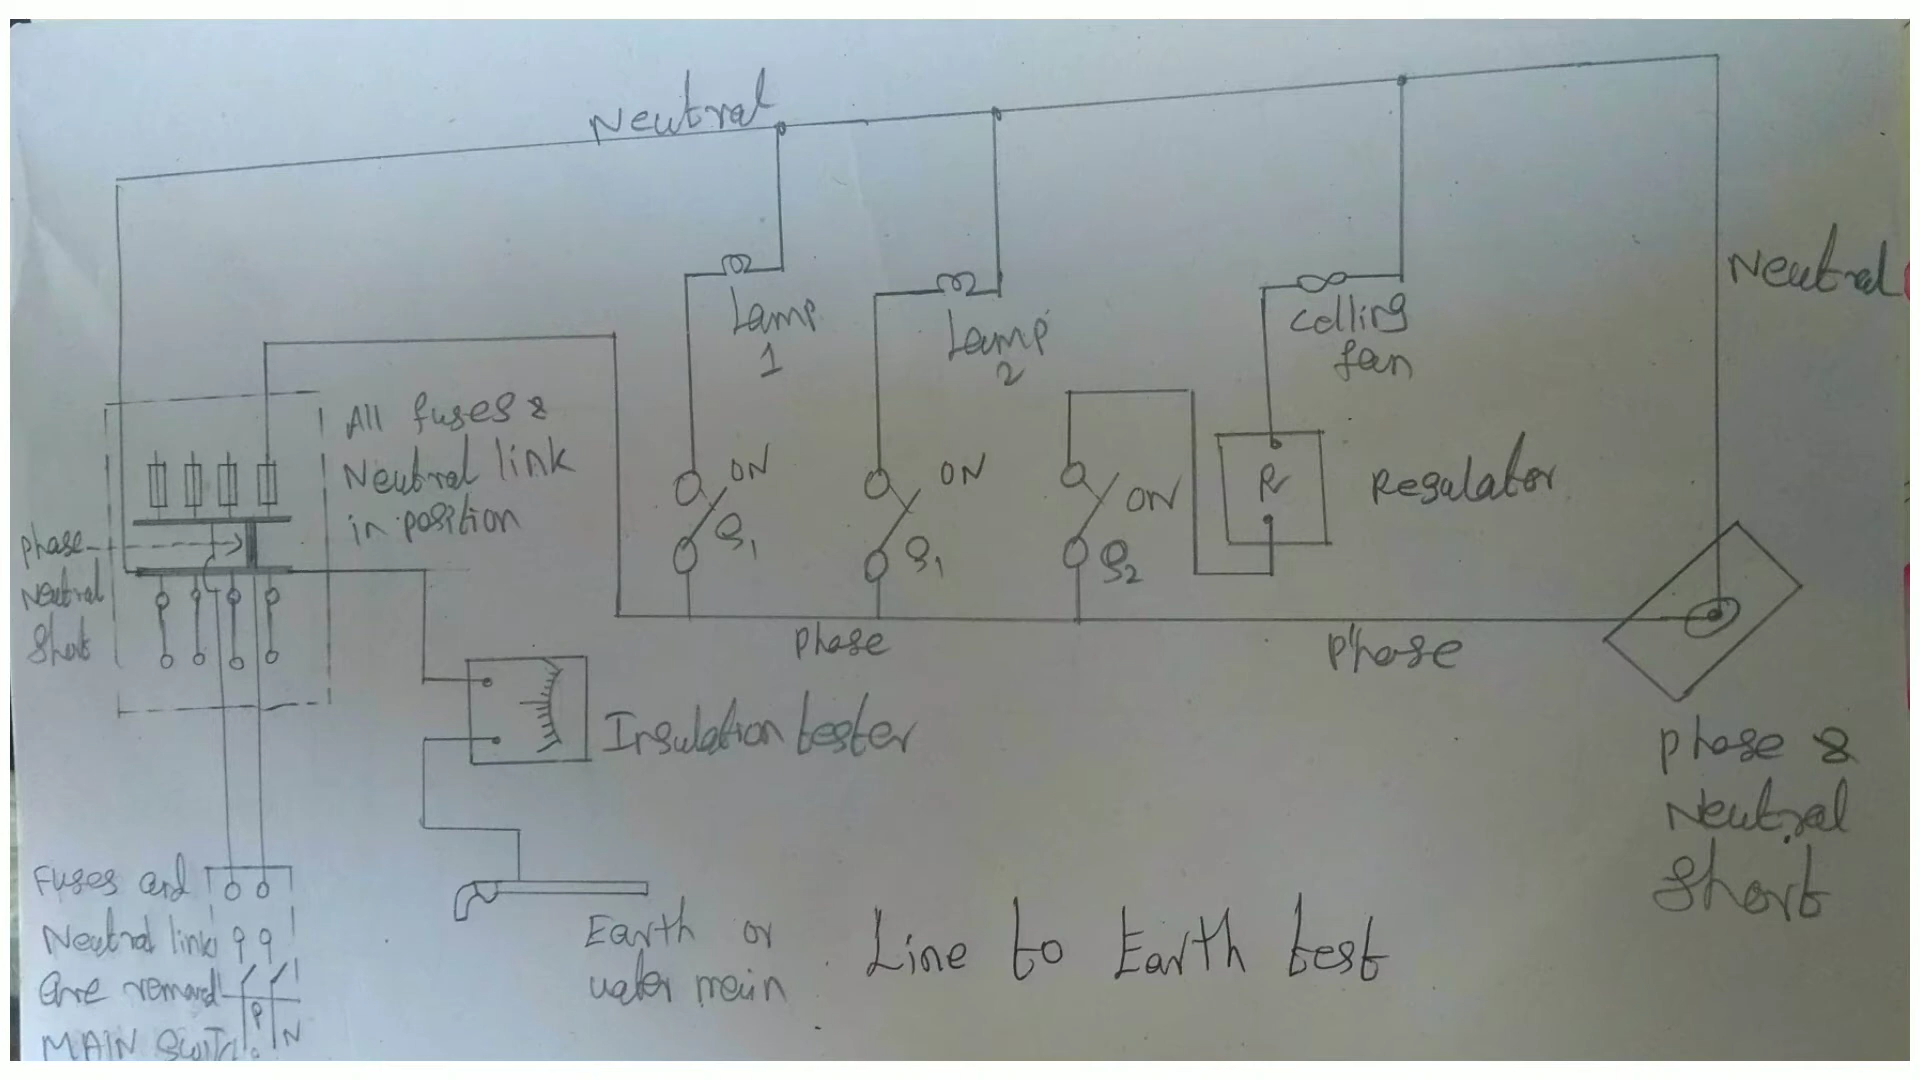 Neutral
Neutral
Lamp
1
Lamp
2
Celling
fan
All fuses &
Neutral link
in position
ON
S1
ON
S1
ON
S2
R
Regulator
phase
Neutral
Short
phase
Phase
Insulation tester
phase &
Neutral
Short
Fuses and
Neutral link
are removed
MAIN
P
N
Earth or
water main
Line to Earth test